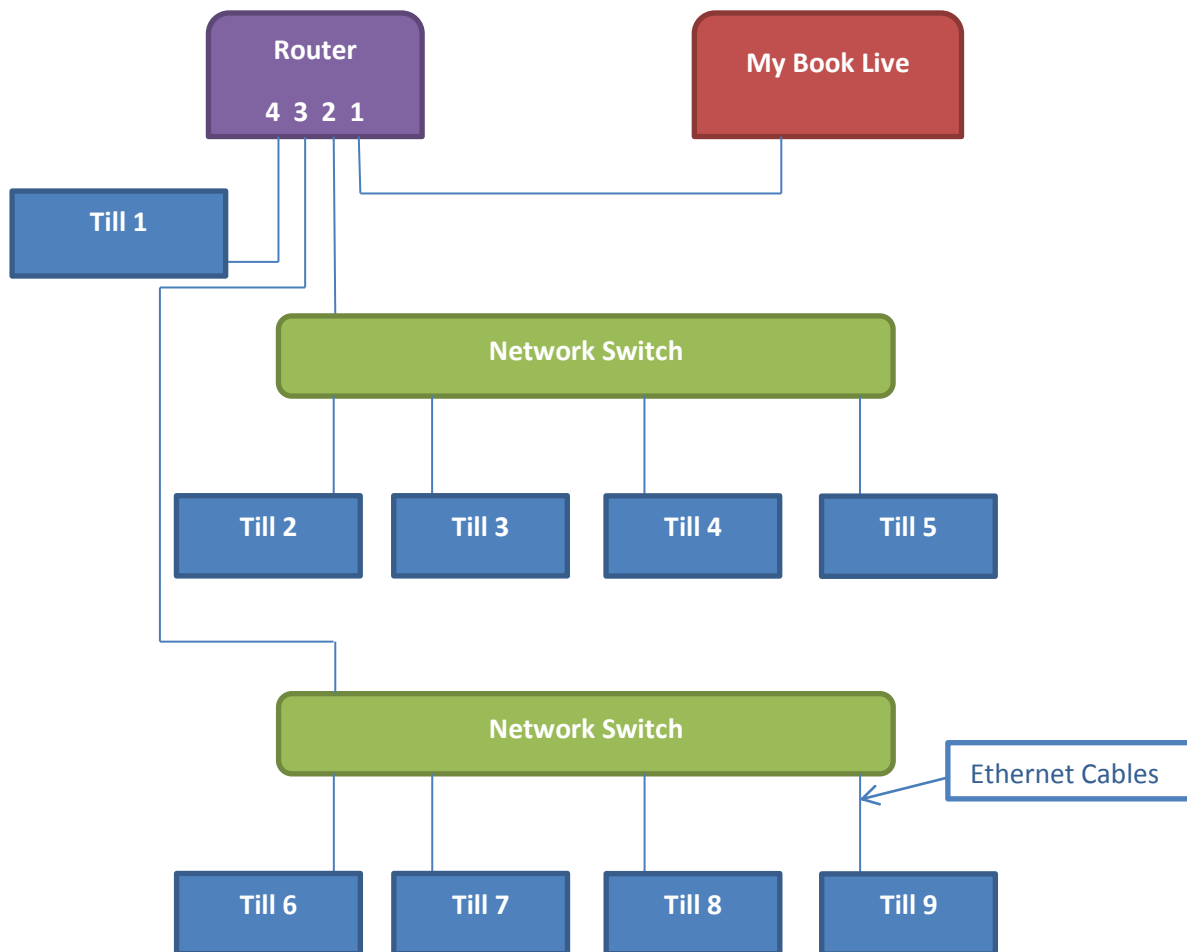 Router
4 3 2 1
My Book Live
Till 1
Network Switch
Till 2
Till 3
Till 4
Till 5
Network Switch
Ethernet Cables
Till 6
Till 7
Till 8
Till 9